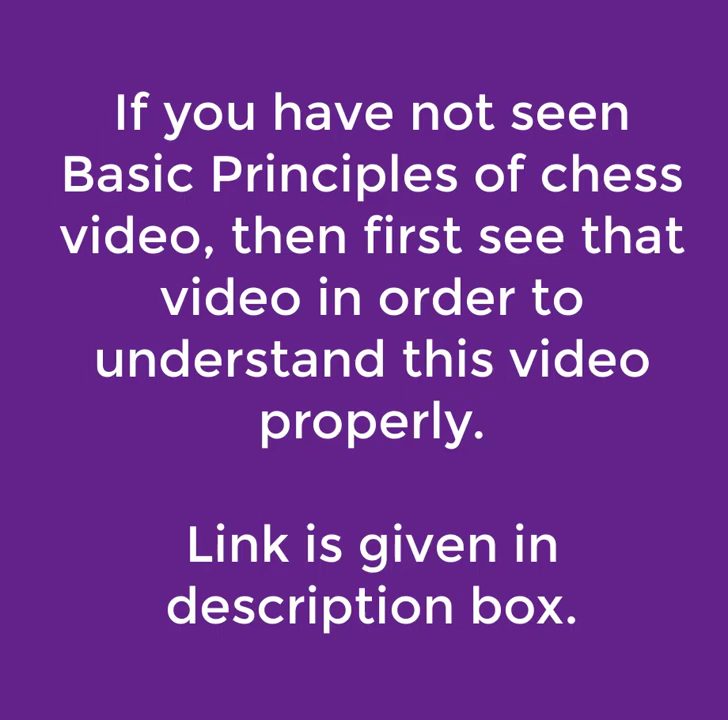 If you have not seen
Basic Principles of chess
video, then first see that
video in order to
understand this video
properly.
Link is given in
description box.